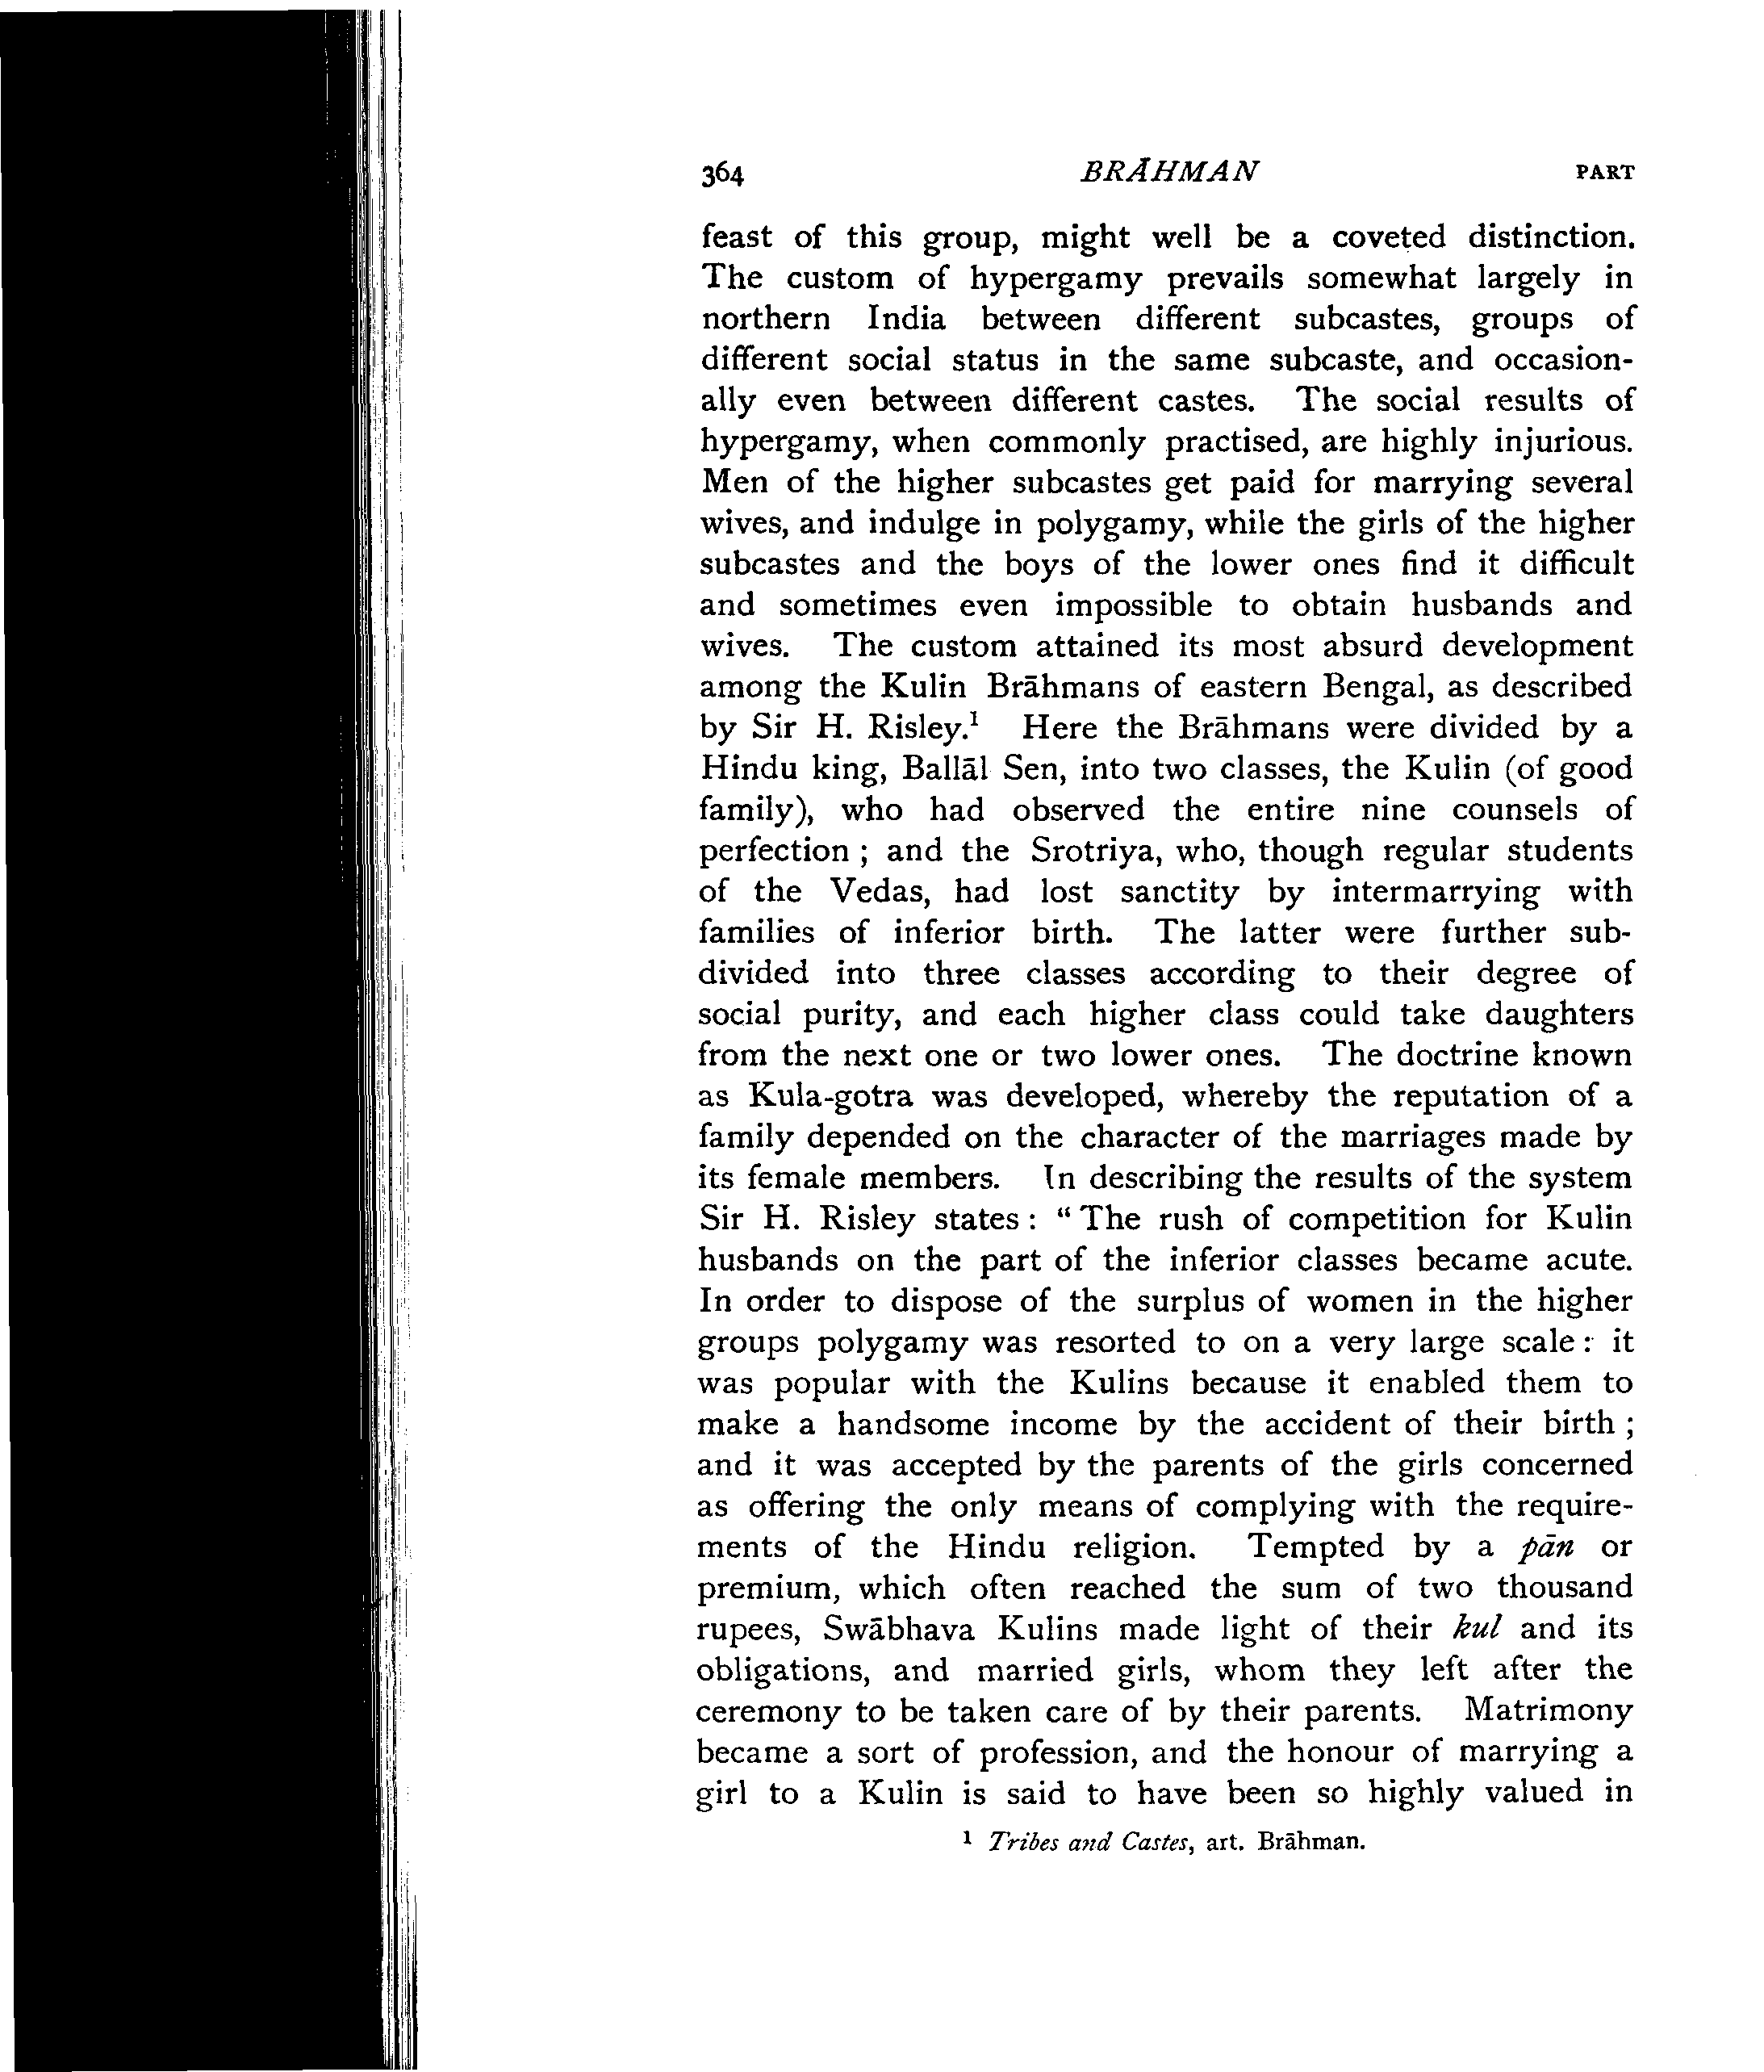 364 BRĀHMAN PART
feast of this group, might well be a coveted distinction.
The custom of hypergamy prevails somewhat largely in
northern India between different subcastes, groups of
different social status in the same subcaste, and occasion-
ally even between different castes. The social results of
hypergamy, when commonly practised, are highly injurious.
Men of the higher subcastes get paid for marrying several
wives, and indulge in polygamy, while the girls of the higher
subcastes and the boys of the lower ones find it difficult
and sometimes even impossible to obtain husbands and
wives. The custom attained its most absurd development
among the Kulin Brāhmans of eastern Bengal, as described
by Sir H. Risley.¹ Here the Brāhmans were divided by a
Hindu king, Ballāl Sen, into two classes, the Kulin (of good
family), who had observed the entire nine counsels of
perfection ; and the Srotriya, who, though regular students
of the Vedas, had lost sanctity by intermarrying with
families of inferior birth. The latter were further sub-
divided into three classes according to their degree of
social purity, and each higher class could take daughters
from the next one or two lower ones. The doctrine known
as Kula-gotra was developed, whereby the reputation of a
family depended on the character of the marriages made by
its female members. In describing the results of the system
Sir H. Risley states : “ The rush of competition for Kulin
husbands on the part of the inferior classes became acute.
In order to dispose of the surplus of women in the higher
groups polygamy was resorted to on a very large scale : it
was popular with the Kulins because it enabled them to
make a handsome income by the accident of their birth ;
and it was accepted by the parents of the girls concerned
as offering the only means of complying with the require-
ments of the Hindu religion. Tempted by a pān or
premium, which often reached the sum of two thousand
rupees, Swābhava Kulins made light of their kul and its
obligations, and married girls, whom they left after the
ceremony to be taken care of by their parents. Matrimony
became a sort of profession, and the honour of marrying a
girl to a Kulin is said to have been so highly valued in
¹ Tribes and Castes, art. Brāhman.